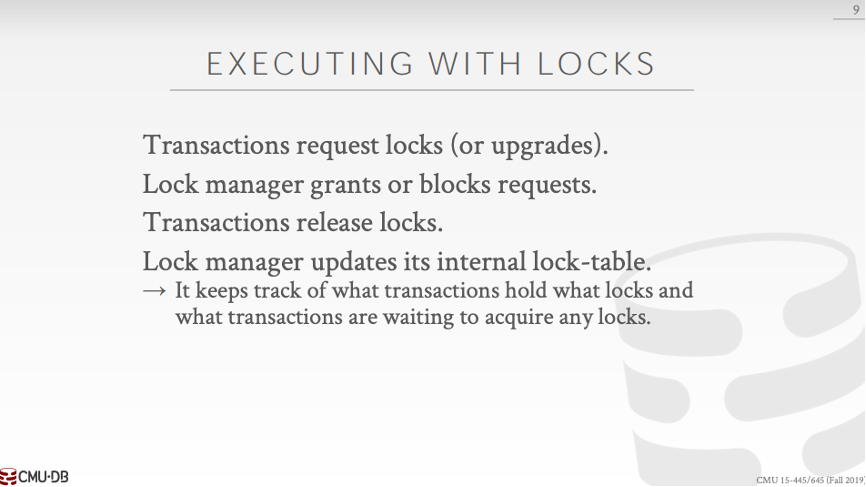 9
EXECUTING WITH LOCKS
Transactions request locks (or upgrades).
Lock manager grants or blocks requests.
Transactions release locks.
Lock manager updates its internal lock-table.
→ It keeps track of what transactions hold what locks and
what transactions are waiting to acquire any locks.
CMU·DB
CMU 15-445/645 (Fall 2019)